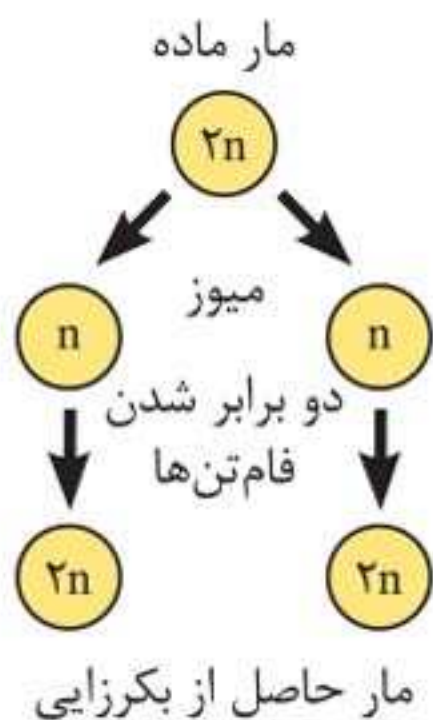 مار ماده
۲n
میوز
n
n
دو برابر شدن
فام‌تن‌ها
۲n
۲n
مار حاصل از بکرزایی